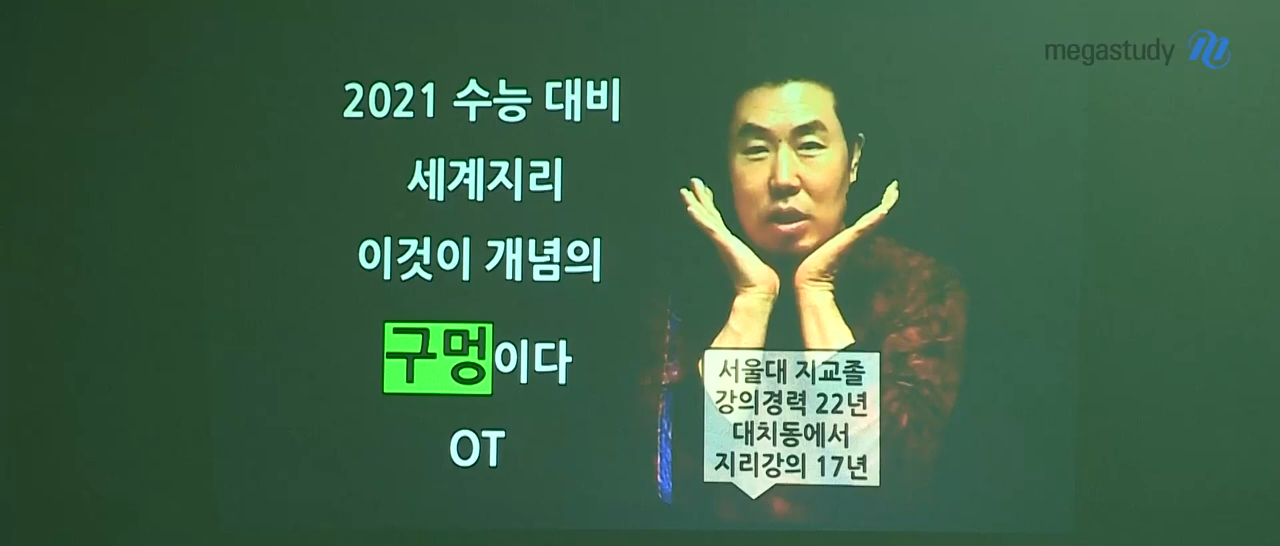 megastudy
2021 수능 대비
세계지리
이것이 개념의
구멍이다
OT
서울대 지교졸
강의경력 22년
대치동에서
지리강의 17년